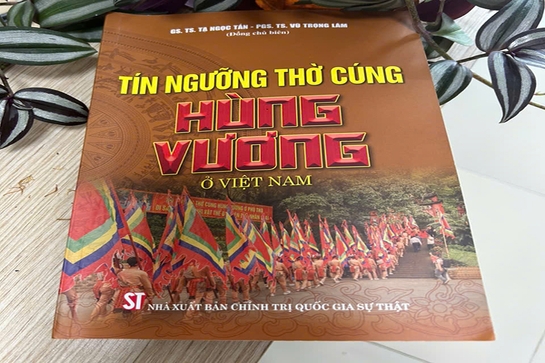 GS. TS. TẠ NGỌC TẤN - PGS. TS. VŨ TRỌNG LÂM
(Đồng chủ biên)
TÍN NGƯỠNG THỜ CÚNG
HÙNG
VƯƠNG
Ở VIỆT NAM
ST NHÀ XUẤT BẢN CHÍNH TRỊ QUỐC GIA SỰ THẬT